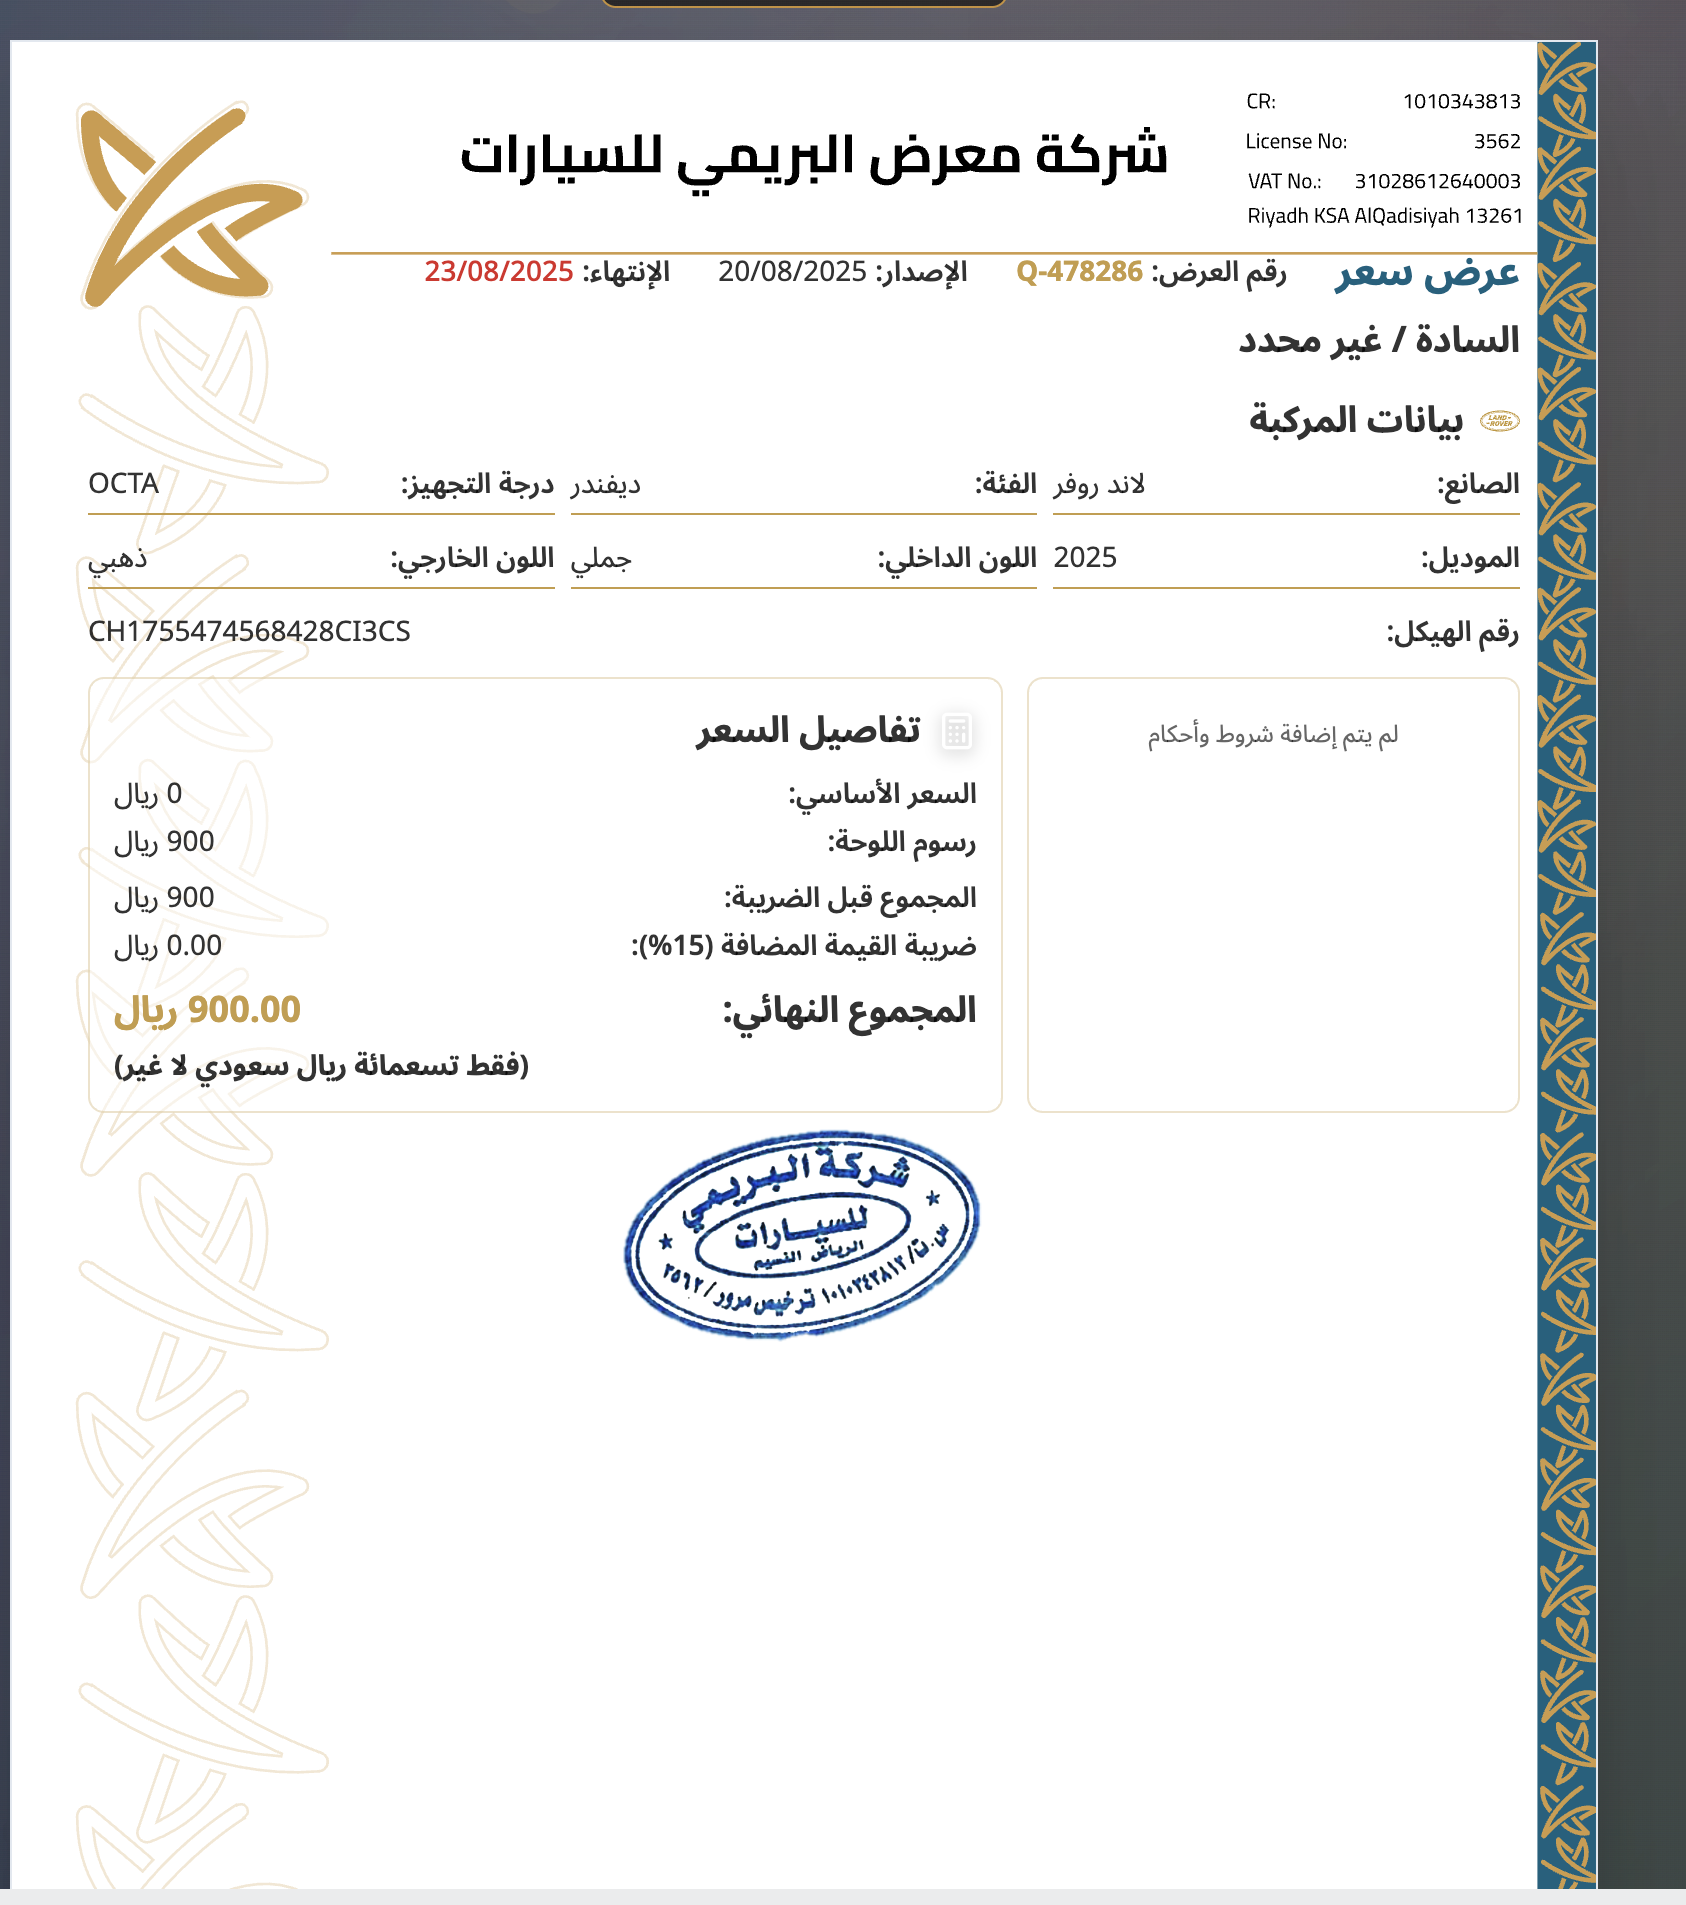 شركة معرض البريمي للسيارات
CR: 1010343813
License No: 3562
VAT No.: 31028612640003
Riyadh KSA AlQadisiyah 13261
عرض سعر رقم العرض: Q-478286 الإصدار: 20/08/2025 الإنتهاء: 23/08/2025
السادة / غير محدد
LAND ROVER بيانات المركبة
الصانع: لاند روفر الفئة: ديفندر درجة التجهيز: OCTA
الموديل: 2025 اللون الداخلي: جملي اللون الخارجي: ذهبي
رقم الهيكل: CH1755474568428CI3CS
لم يتم إضافة شروط وأحكام
تفاصيل السعر
السعر الأساسي: 0 ريال
رسوم اللوحة: 900 ريال
المجموع قبل الضريبة: 900 ريال
ضريبة القيمة المضافة (15%): 0.00 ريال
المجموع النهائي: 900.00 ريال
(فقط تسعمائة ريال سعودي لا غير)
شركة البريمي
للسيـارات
الرياض النسيم
س.ت/ ١٠١٠٣٤٣٨١٣ ترخيص مرور/ ٣٥٦٢